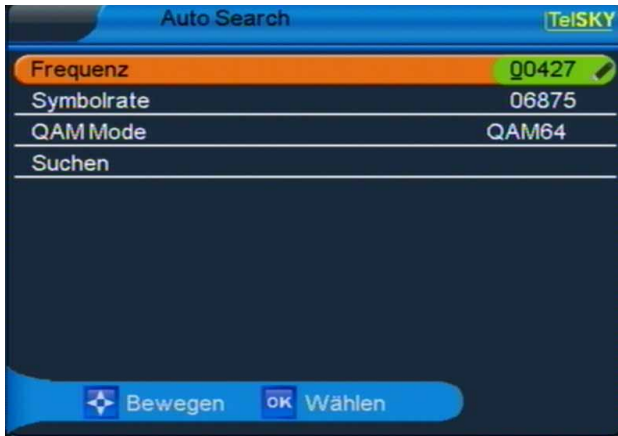 Auto Search TelSKY
Frequenz 00427
Symbolrate 06875
QAM Mode QAM64
Suchen
Bewegen OK Wählen